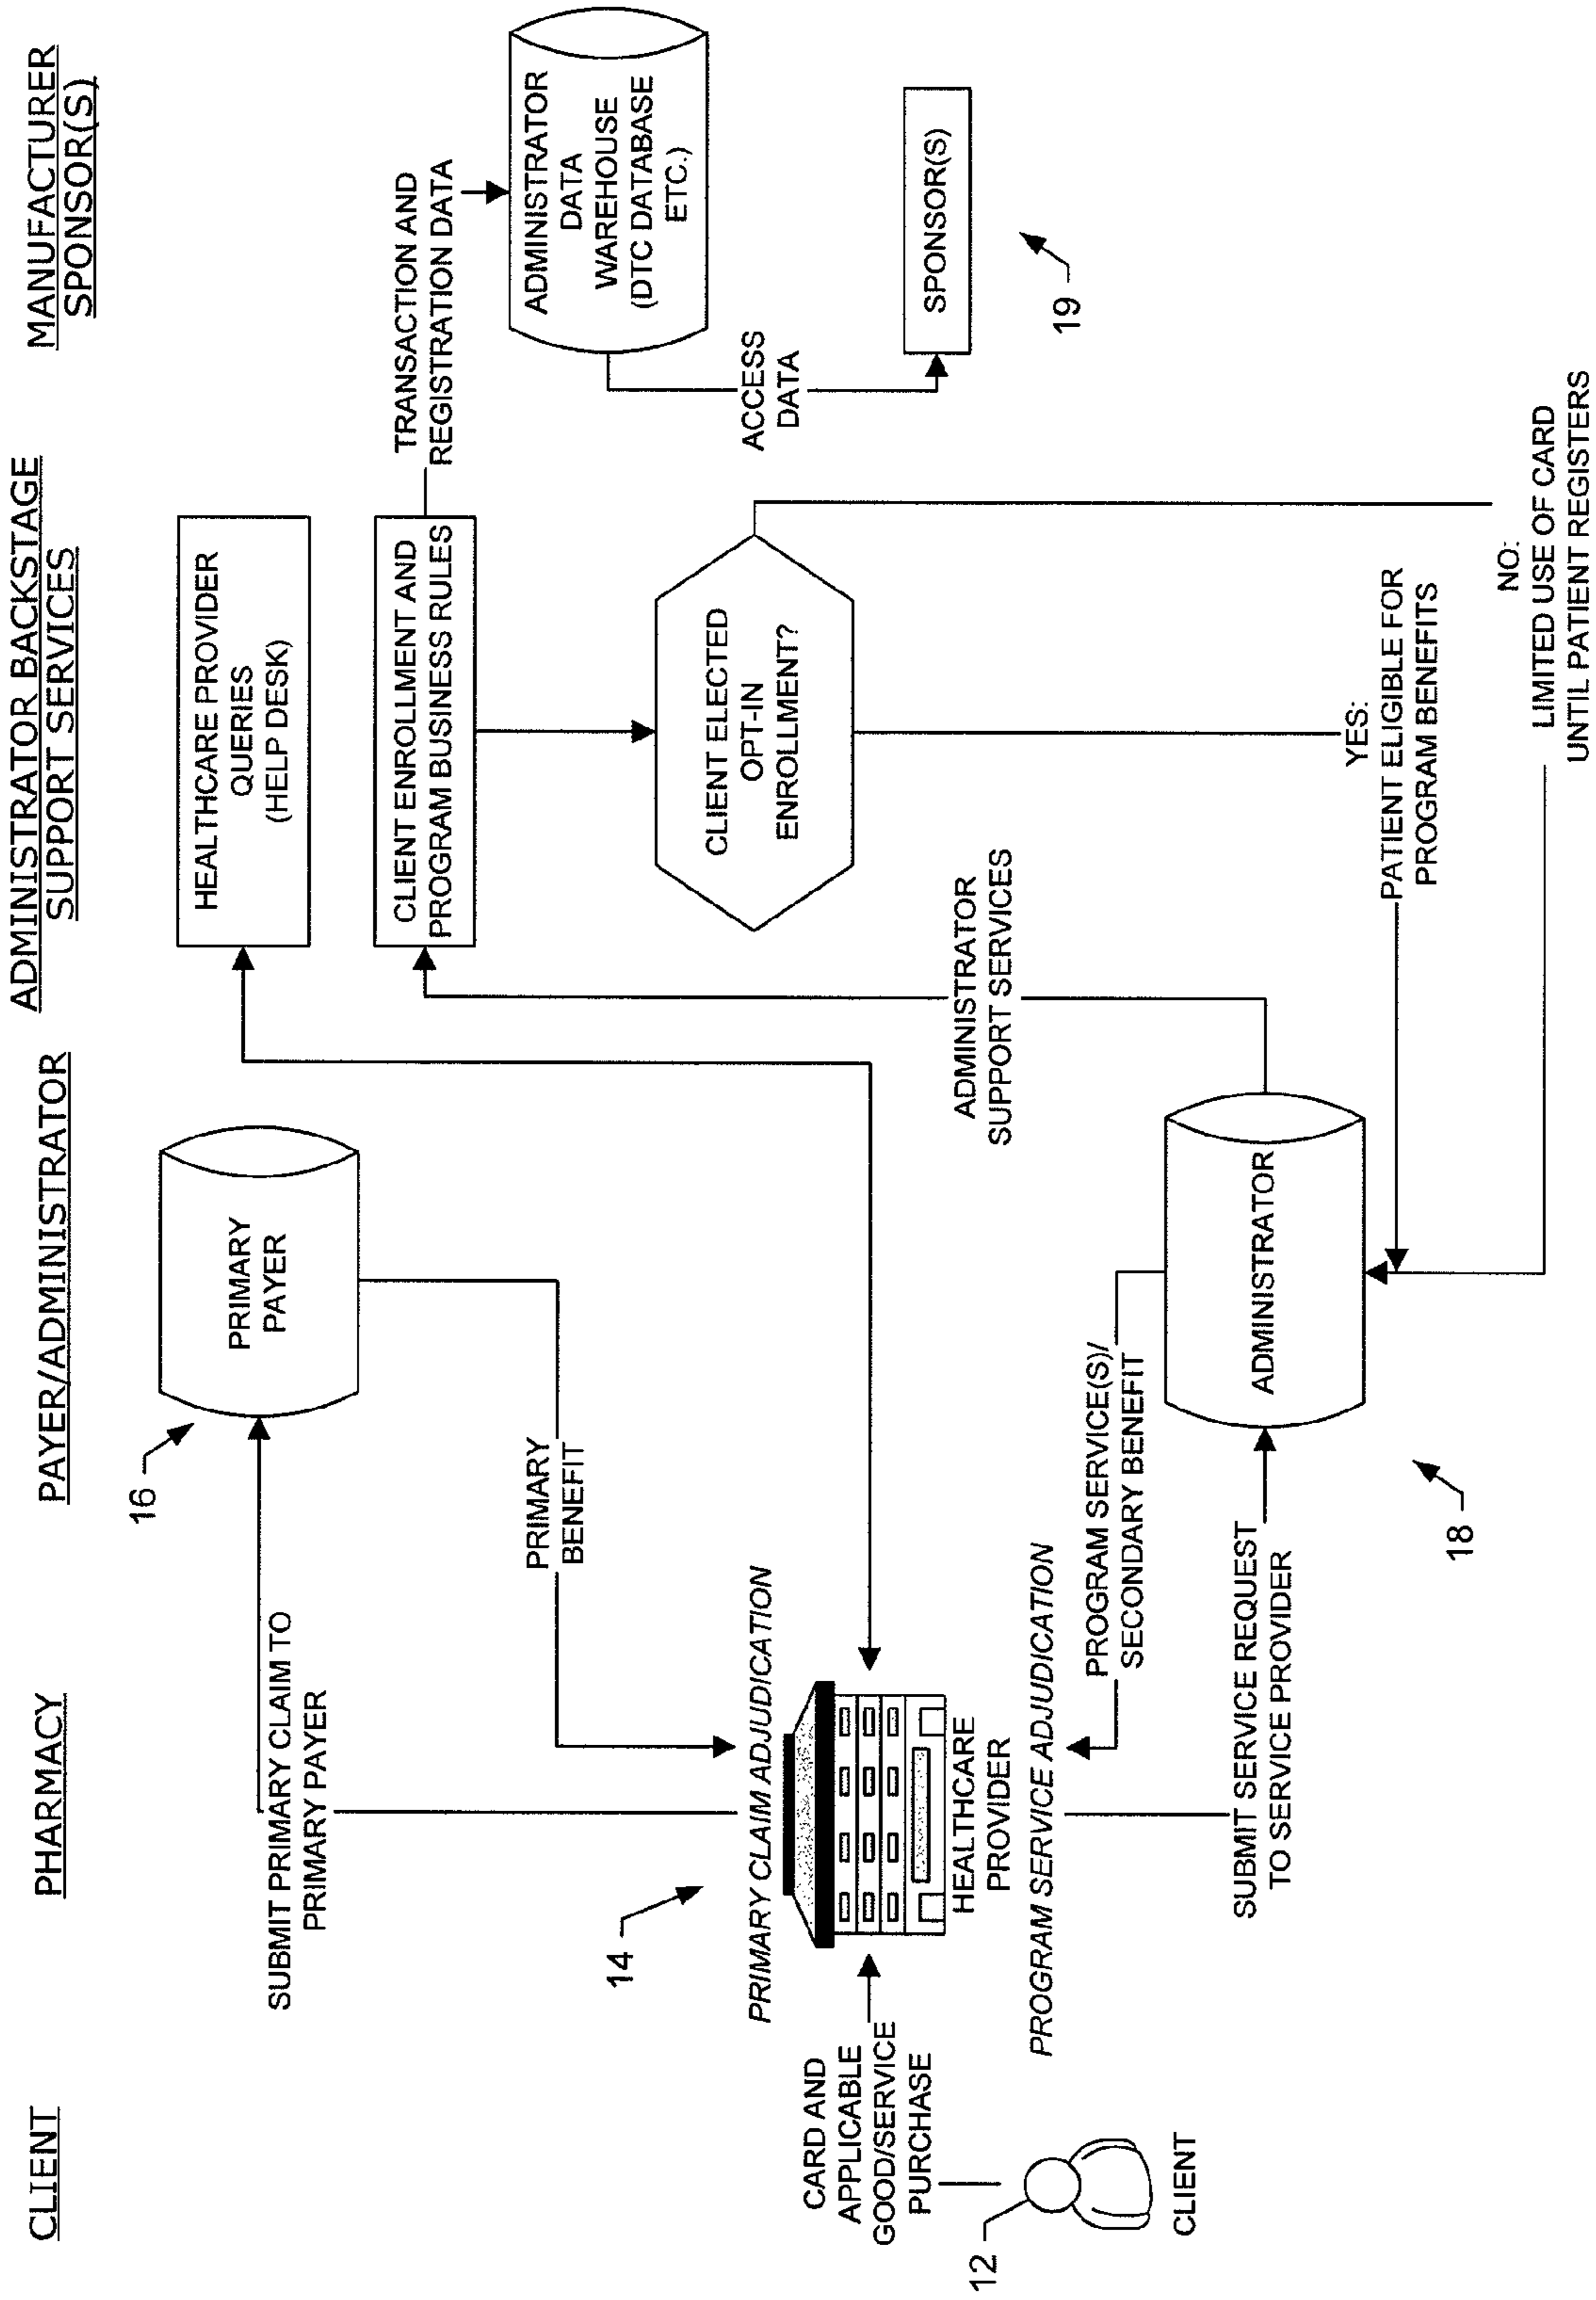 CLIENT
PHARMACY
PAYER/ADMINISTRATOR
ADMINISTRATOR BACKSTAGE
SUPPORT SERVICES
MANUFACTURER
SPONSOR(S)
12
CLIENT
CARD AND
APPLICABLE
GOOD/SERVICE
PURCHASE
SUBMIT PRIMARY CLAIM TO
PRIMARY PAYER
14
PRIMARY CLAIM ADJUDICATION
HEALTHCARE
PROVIDER
PROGRAM SERVICE ADJUDICATION
SUBMIT SERVICE REQUEST
TO SERVICE PROVIDER
16
PRIMARY
PAYER
PRIMARY
BENEFIT
PROGRAM SERVICE(S)/
SECONDARY BENEFIT
ADMINISTRATOR
18
ADMINISTRATOR
SUPPORT SERVICES
HEALTHCARE PROVIDER
QUERIES
(HELP DESK)
CLIENT ENROLLMENT AND
PROGRAM BUSINESS RULES
CLIENT ELECTED
OPT-IN
ENROLLMENT?
YES:
PATIENT ELIGIBLE FOR
PROGRAM BENEFITS
NO:
LIMITED USE OF CARD
UNTIL PATIENT REGISTERS
TRANSACTION AND
REGISTRATION DATA
ADMINISTRATOR
DATA
WAREHOUSE
(DTC DATABASE
ETC.)
ACCESS
DATA
SPONSOR(S)
19